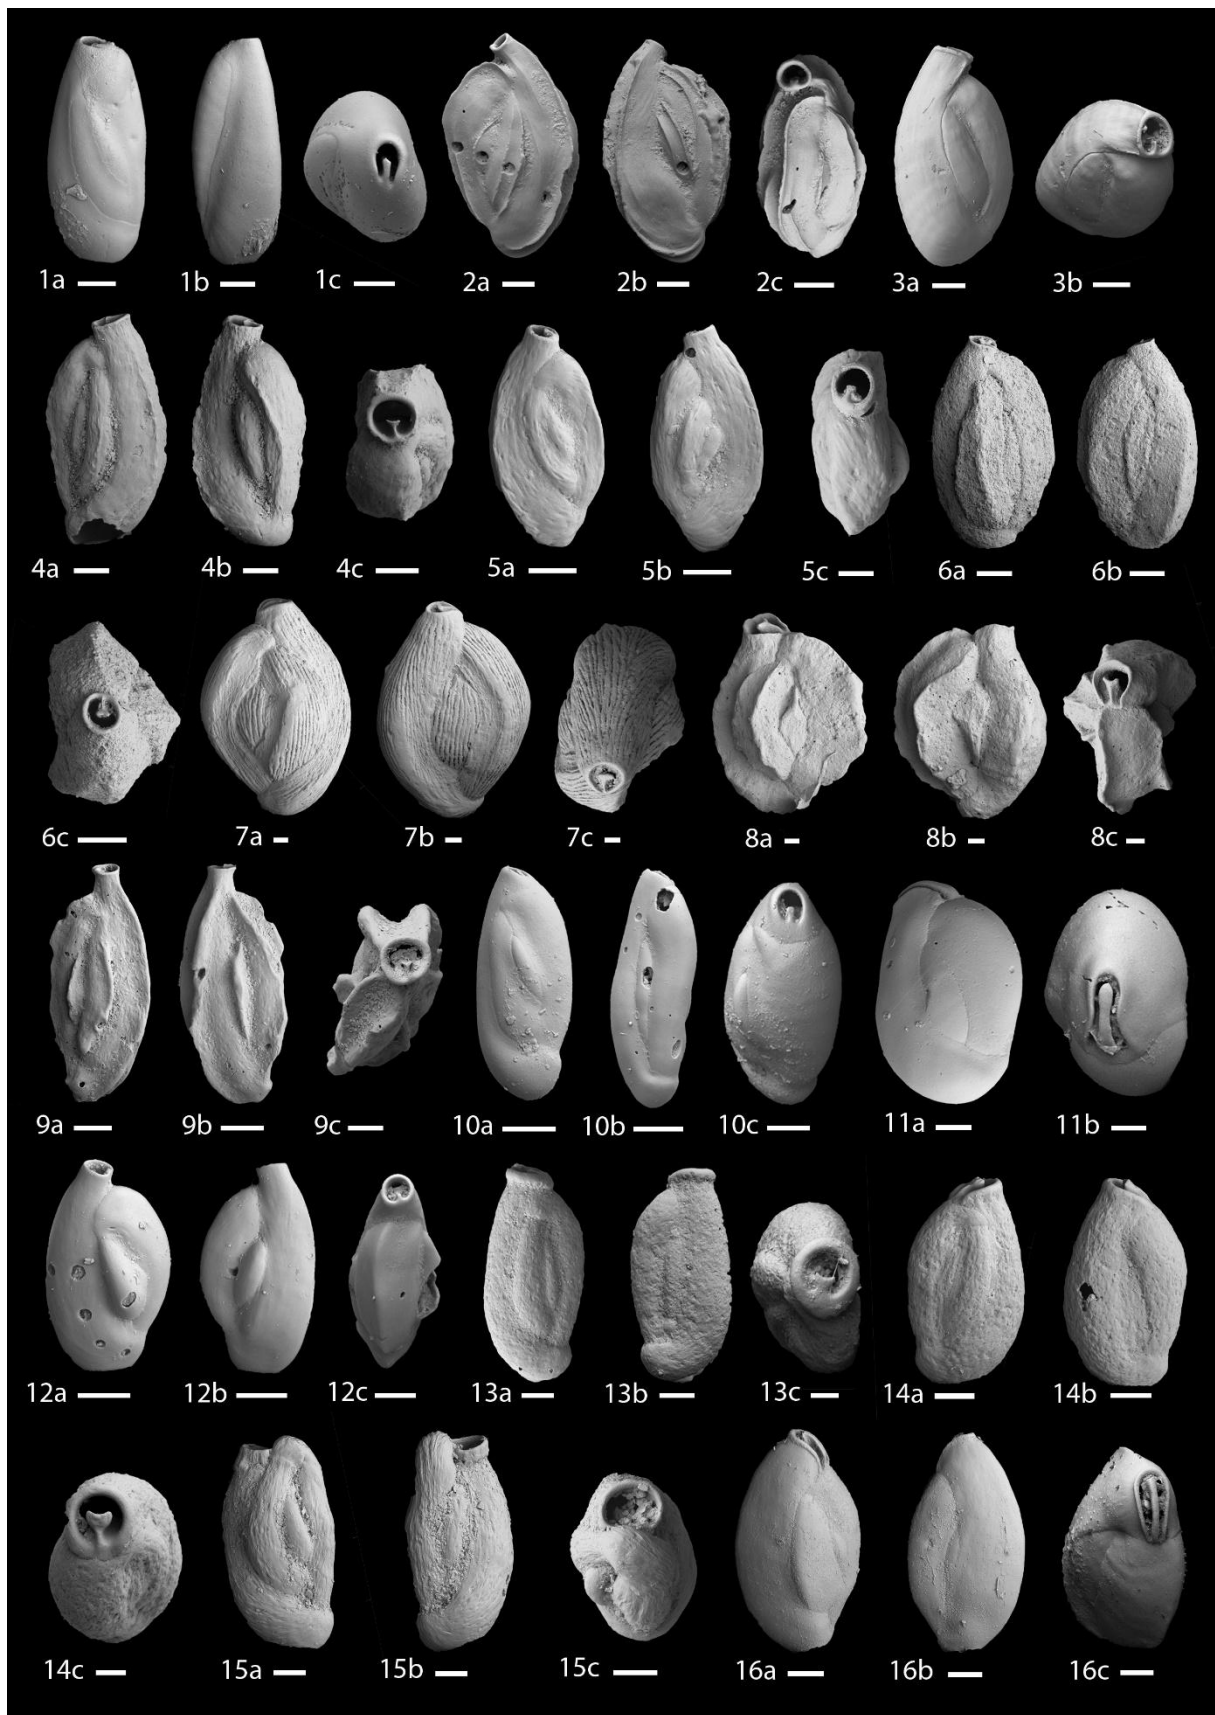 1a 1b 1c 2a 2b 2c 3a 3b
4a 4b 4c 5a 5b 5c 6a 6b
6c 7a 7b 7c 8a 8b 8c
9a 9b 9c 10a 10b 10c 11a 11b
12a 12b 12c 13a 13b 13c 14a 14b
14c 15a 15b 15c 16a 16b 16c